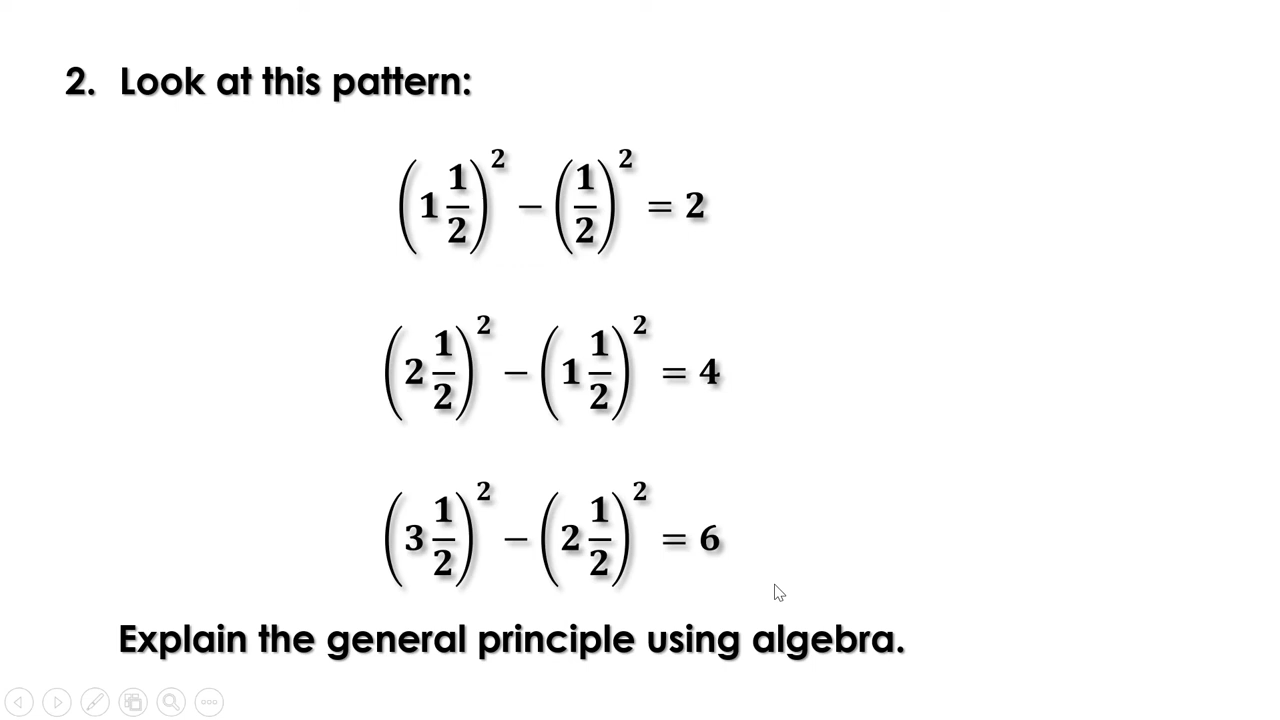 2. Look at this pattern:
(1 1/2)² − (1/2)² = 2
(2 1/2)² − (1 1/2)² = 4
(3 1/2)² − (2 1/2)² = 6
Explain the general principle using algebra.